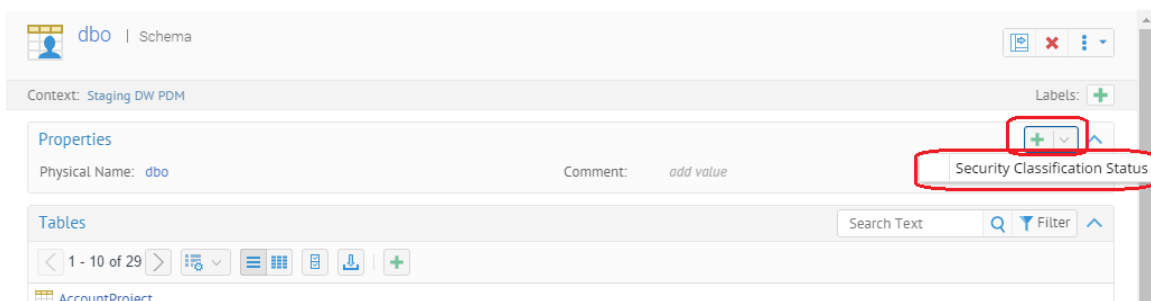 dbo | Schema
Context: Staging DW PDM Labels:
Properties
Security Classification Status
Physical Name: dbo Comment: add value
Tables Search Text Filter
1 - 10 of 29
AccountProject